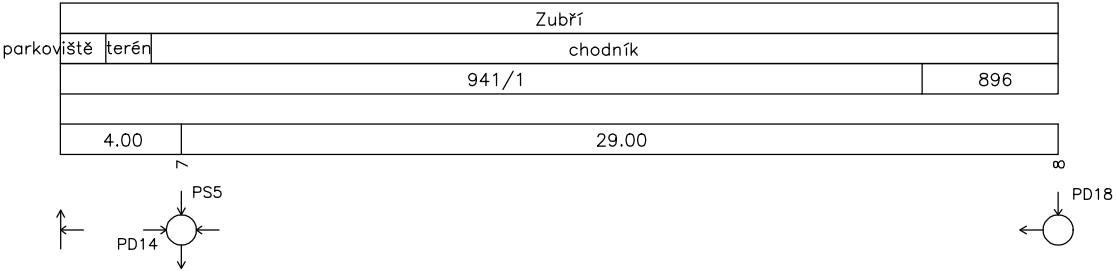 Zubří
parkoviště terén chodník
941/1 896
4.00 29.00
7 8
PS5 PD18
PD14